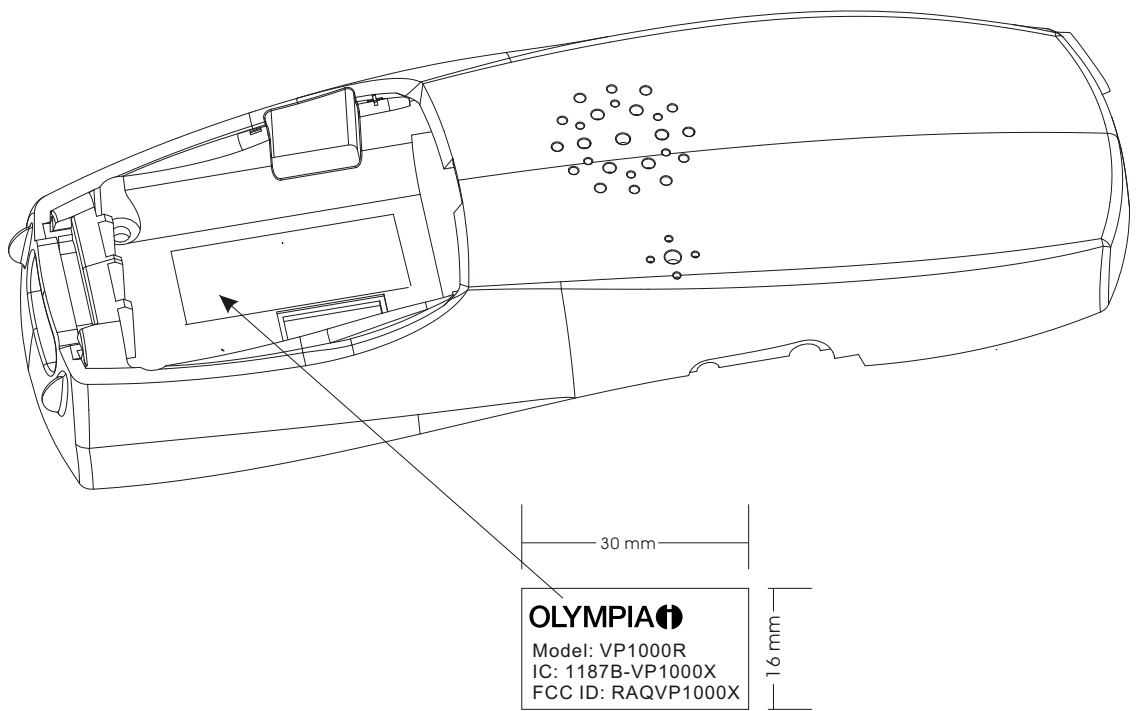 30 mm
OLYMPIA
Model: VP1000R
IC: 1187B-VP1000X
FCC ID: RAQVP1000X
16 mm